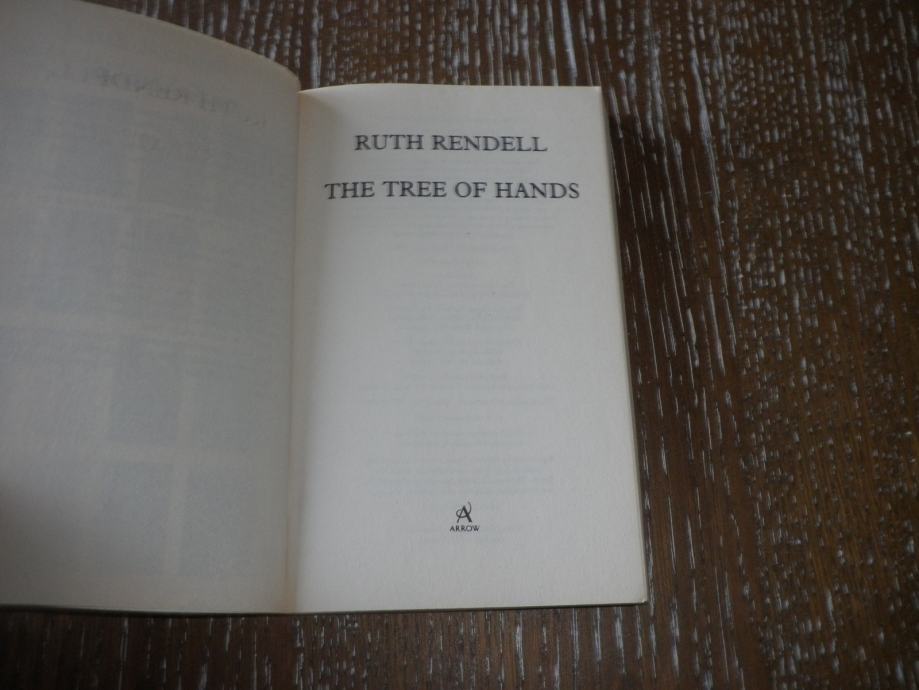 RUTH RENDELL
THE TREE OF HANDS
ARROW